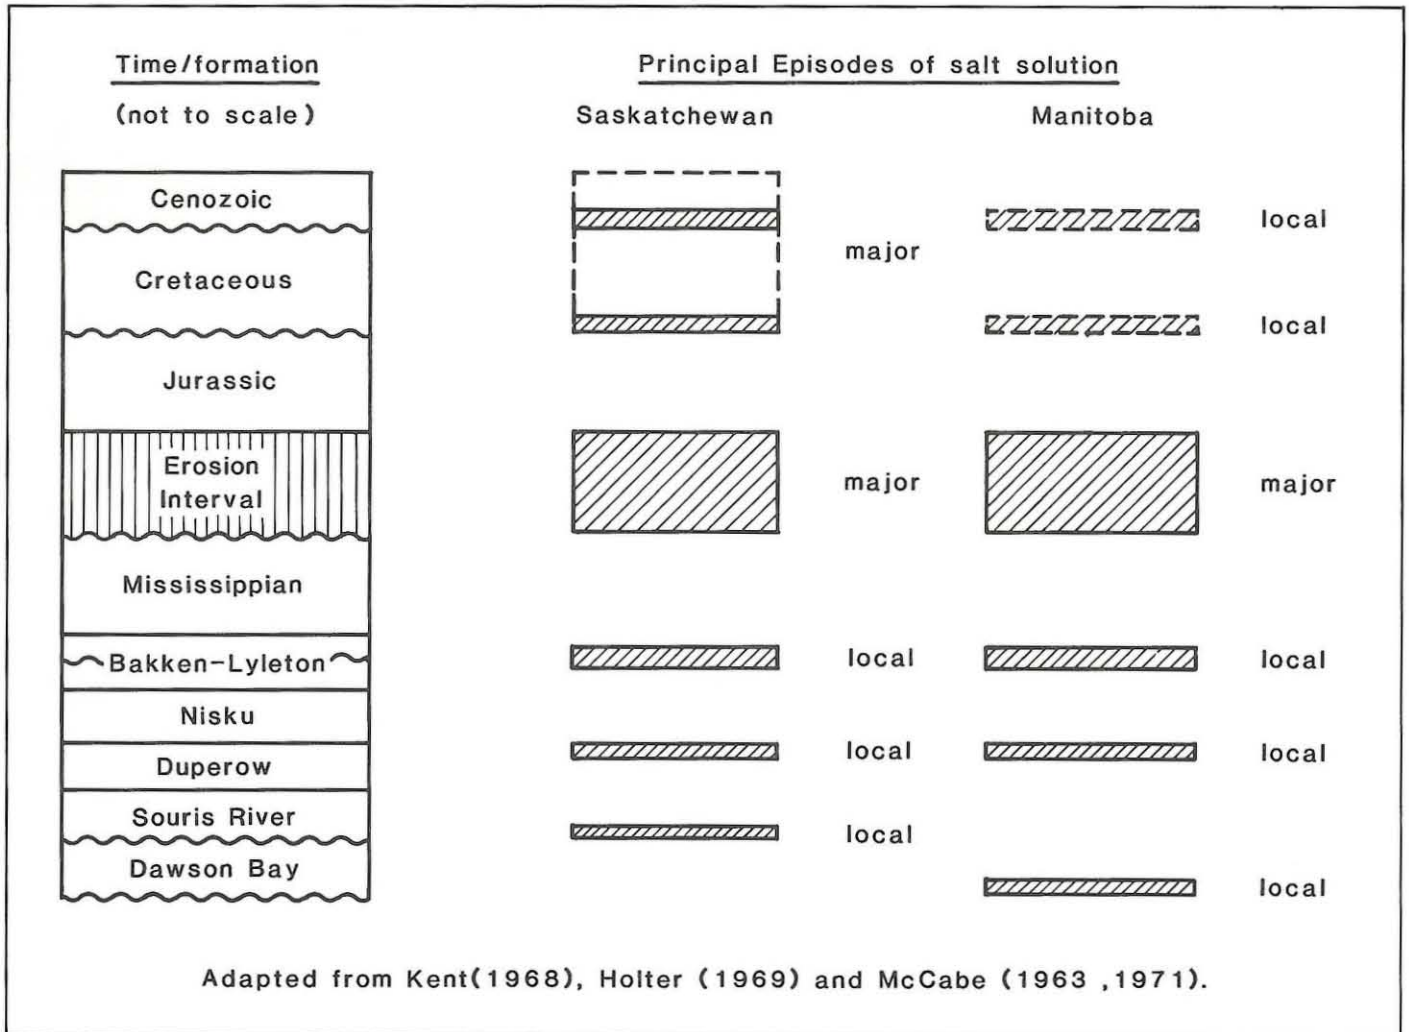 Time/formation
(not to scale)
Principal Episodes of salt solution
Saskatchewan
Manitoba
Cenozoic
local
major
Cretaceous
local
Jurassic
Erosion
Interval
major
major
Mississippian
Bakken-Lyleton
local
local
Nisku
Duperow
local
local
Souris River
local
Dawson Bay
local
Adapted from Kent(1968), Holter (1969) and McCabe (1963 ,1971).